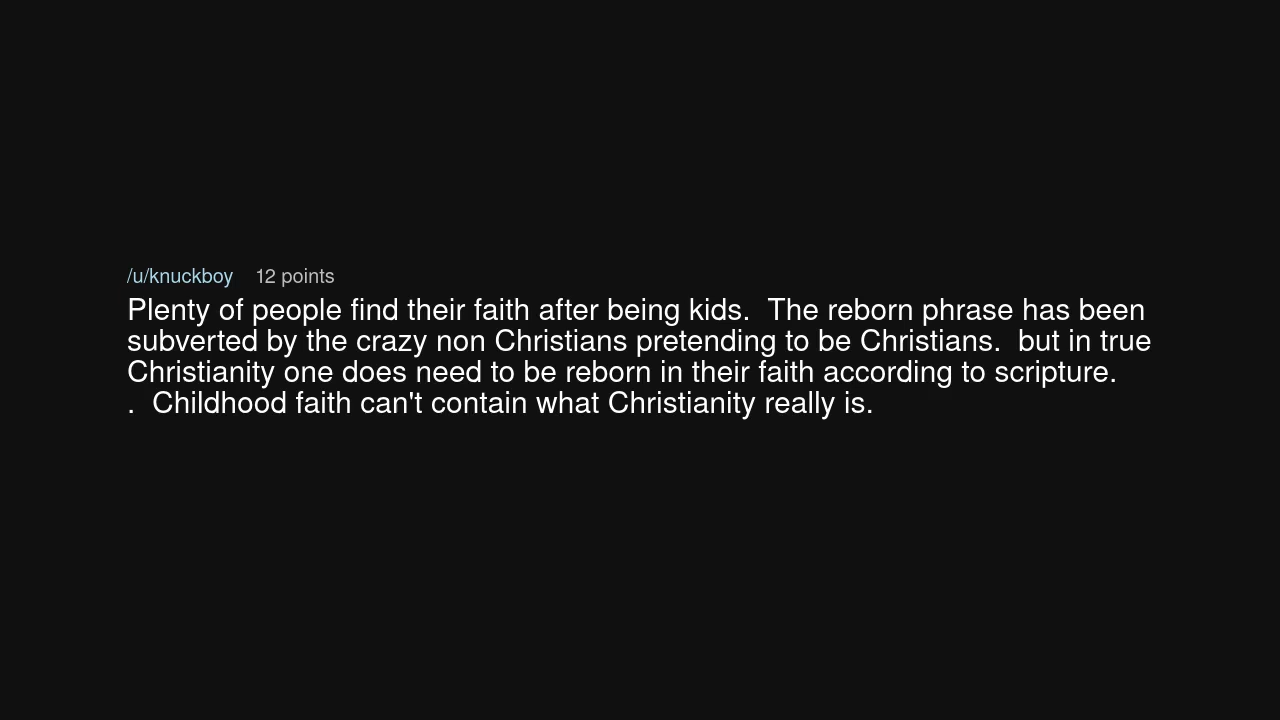 /u/knuckboy 12 points
Plenty of people find their faith after being kids.  The reborn phrase has been
subverted by the crazy non Christians pretending to be Christians.  but in true
Christianity one does need to be reborn in their faith according to scripture.
.  Childhood faith can't contain what Christianity really is.